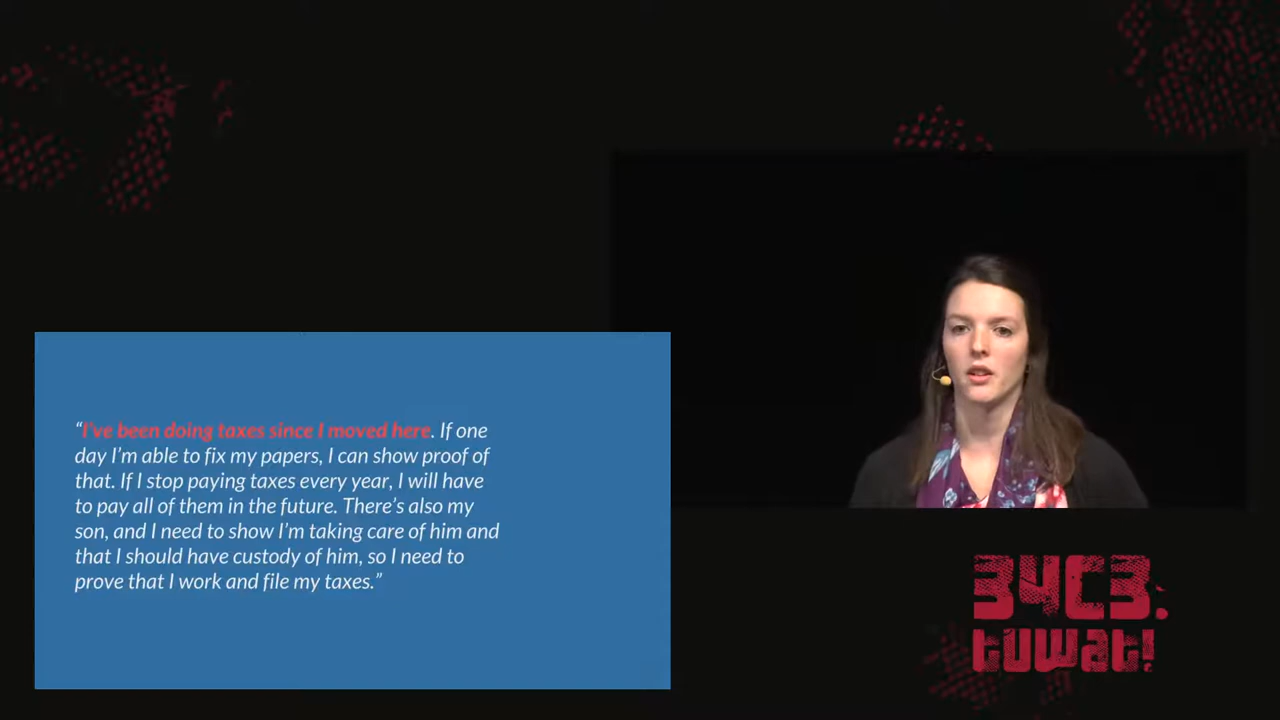 “I’ve been doing taxes since I moved here. If one
day I’m able to fix my papers, I can show proof of
that. If I stop paying taxes every year, I will have
to pay all of them in the future. There’s also my
son, and I need to show I’m taking care of him and
that I should have custody of him, so I need to
prove that I work and file my taxes.”
34C3.
tuwat!